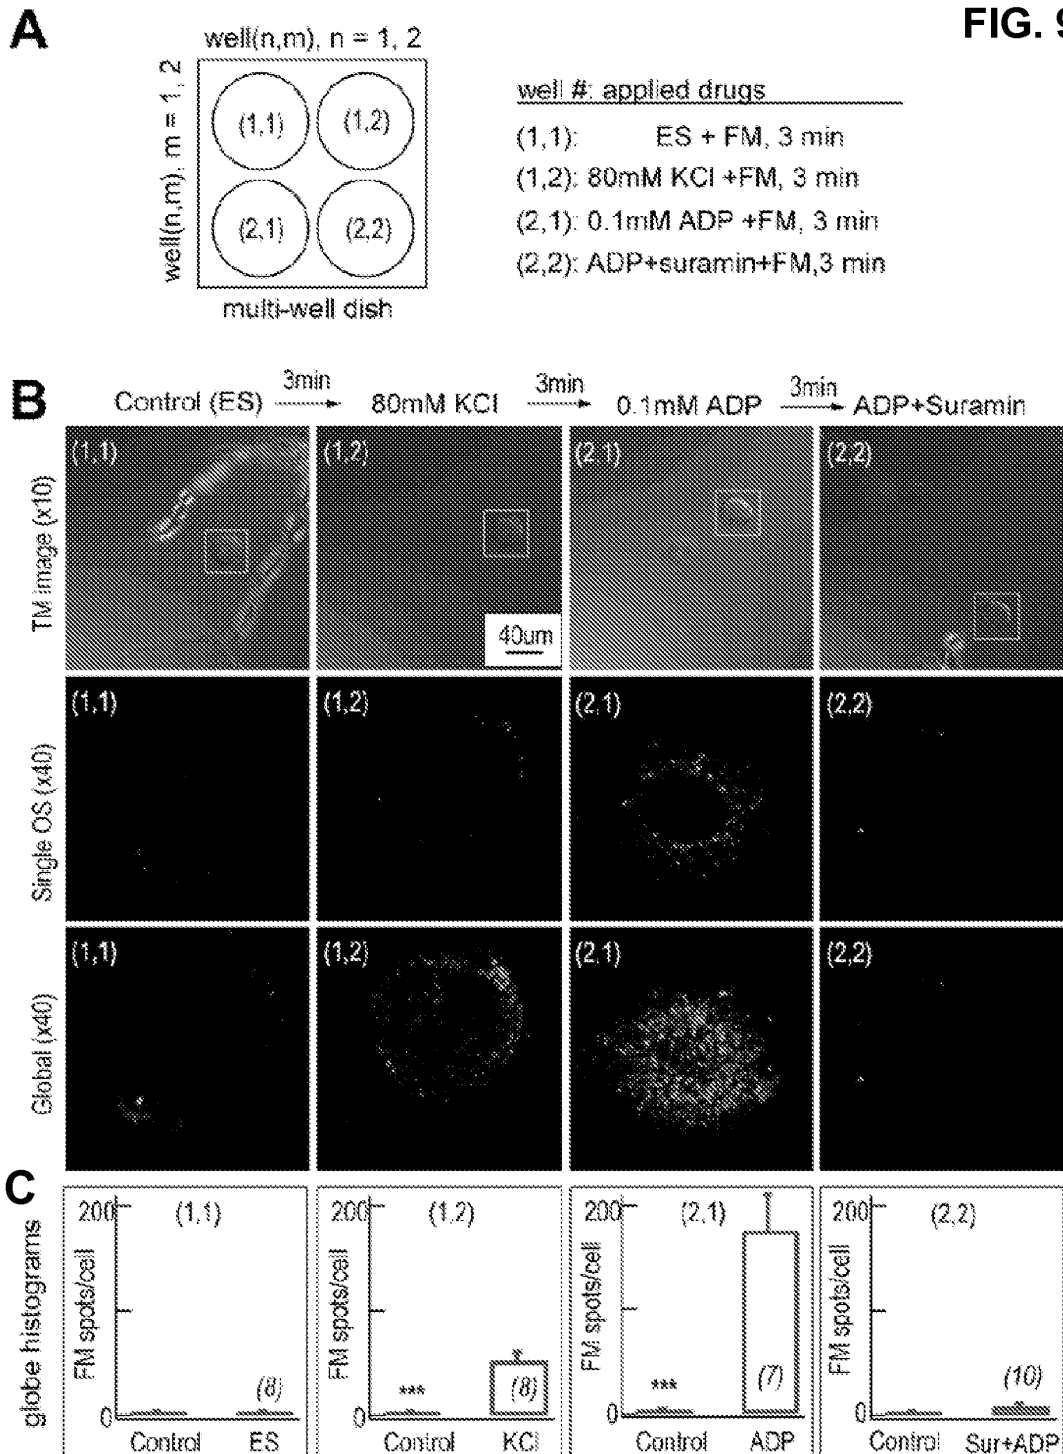 A
FIG. 9
well(n,m), n = 1, 2
well(n,m), m = 1, 2
(1,1)
(1,2)
(2,1)
(2,2)
multi-well dish
well #: applied drugs
(1,1): ES + FM, 3 min
(1,2): 80mM KCl +FM, 3 min
(2,1): 0.1mM ADP +FM, 3 min
(2,2): ADP+suramin+FM,3 min
B
Control (ES) 3min 80mM KCl 3min 0.1mM ADP 3min ADP+Suramin
TM image (x10)
(1,1)
(1,2)
(2,1)
(2,2)
40um
Single OS (x40)
(1,1)
(1,2)
(2,1)
(2,2)
Global (x40)
(1,1)
(1,2)
(2,1)
(2,2)
C
globe histograms
FM spots/cell
200
0
(1,1)
(8)
Control ES
FM spots/cell
200
0
(1,2)
***
(8)
Control KCl
FM spots/cell
200
0
(2,1)
***
(7)
Control ADP
FM spots/cell
200
0
(2,2)
(10)
Control Sur+ADP